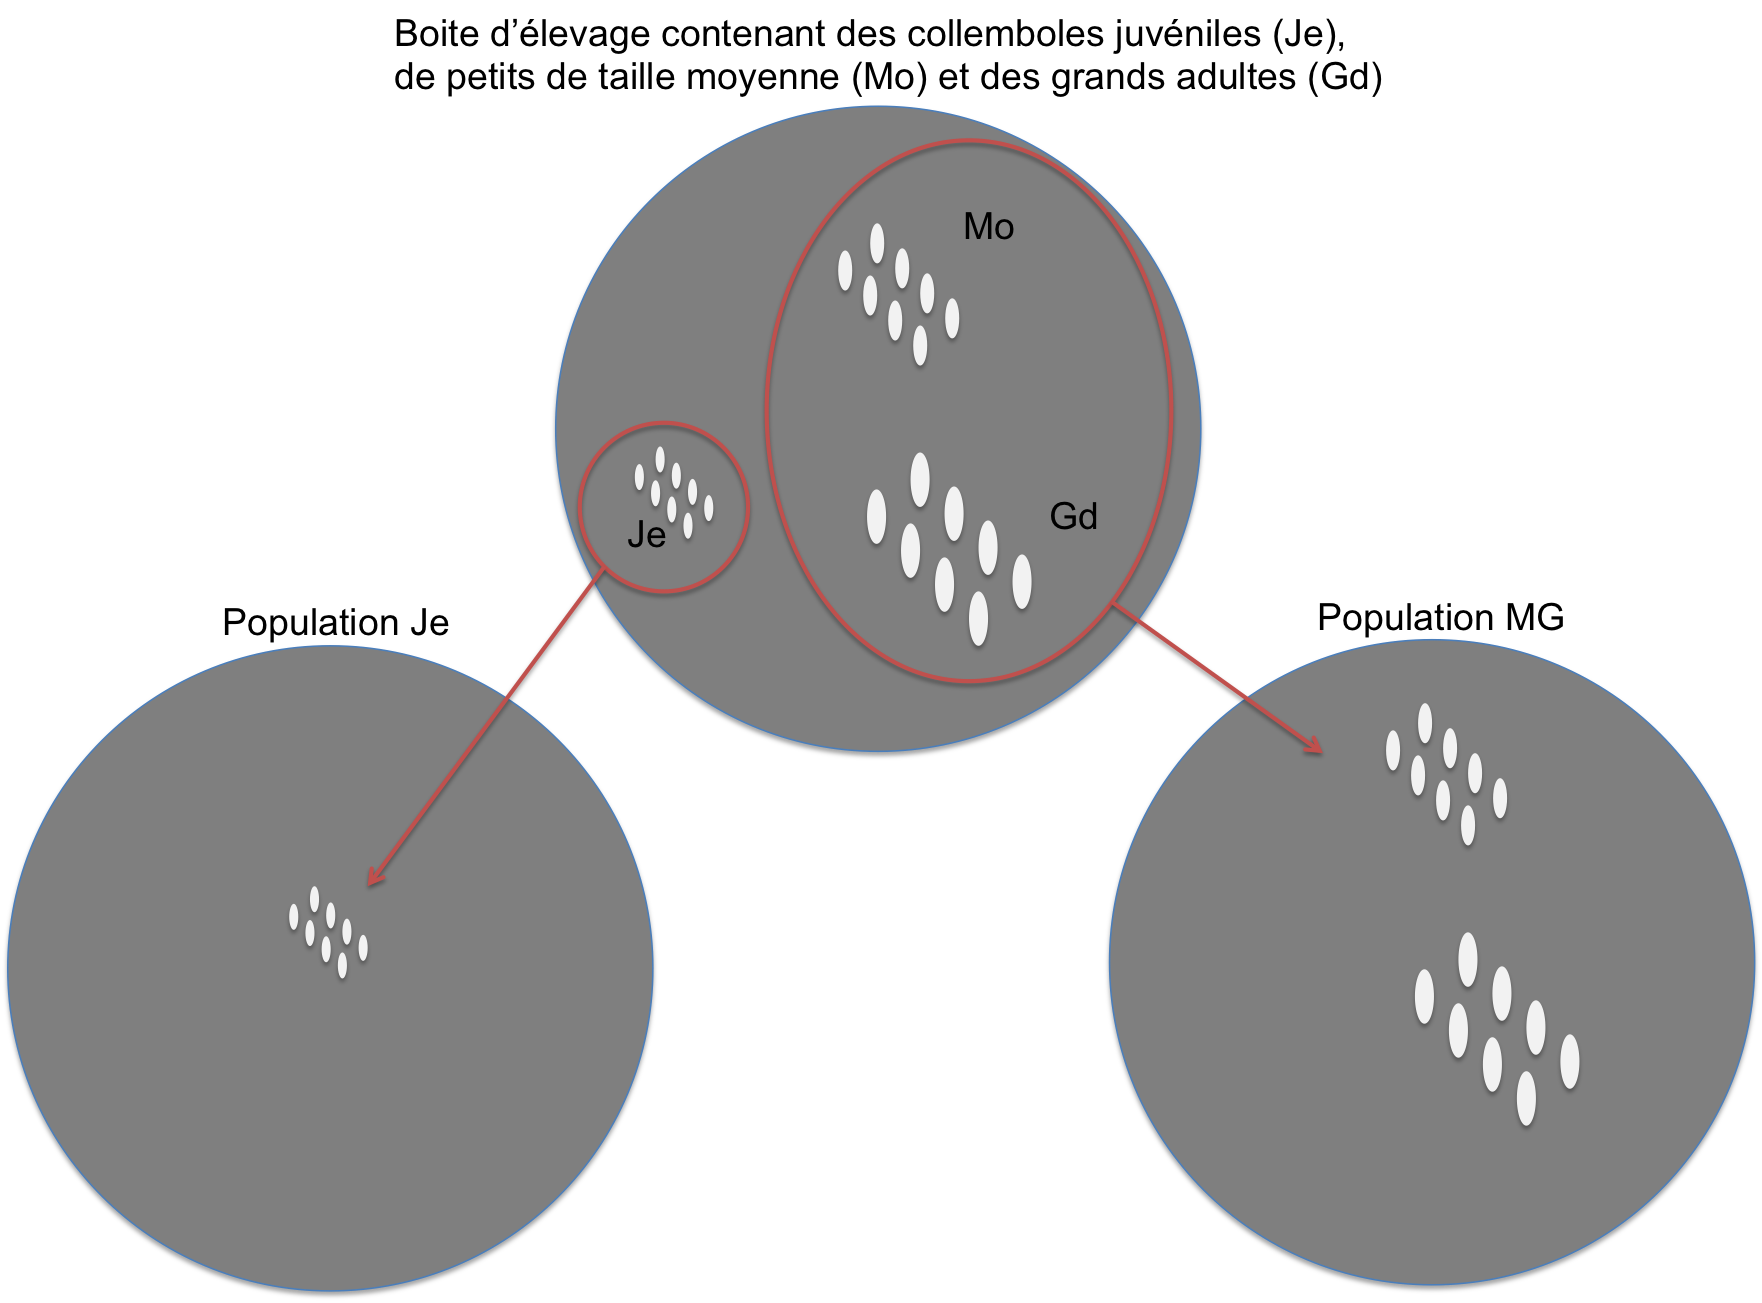 Boite d’élevage contenant des collemboles juvéniles (Je),
de petits de taille moyenne (Mo) et des grands adultes (Gd)
Mo
Gd
Je
Population Je
Population MG